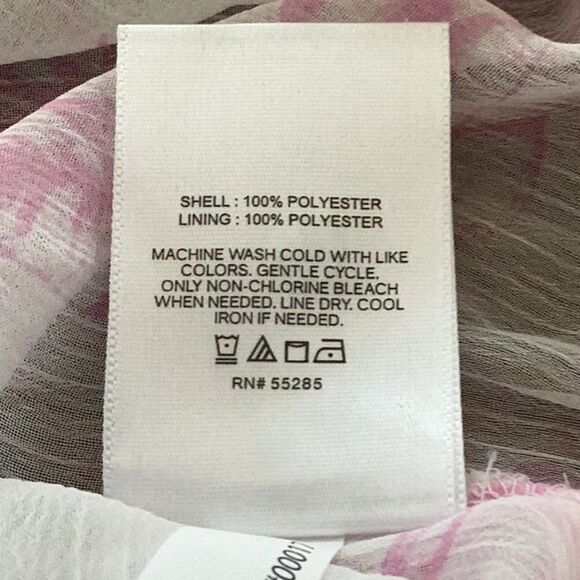 SHELL : 100% POLYESTER
LINING : 100% POLYESTER
MACHINE WASH COLD WITH LIKE
COLORS. GENTLE CYCLE.
ONLY NON-CHLORINE BLEACH
WHEN NEEDED. LINE DRY. COOL
IRON IF NEEDED.
RN# 55285